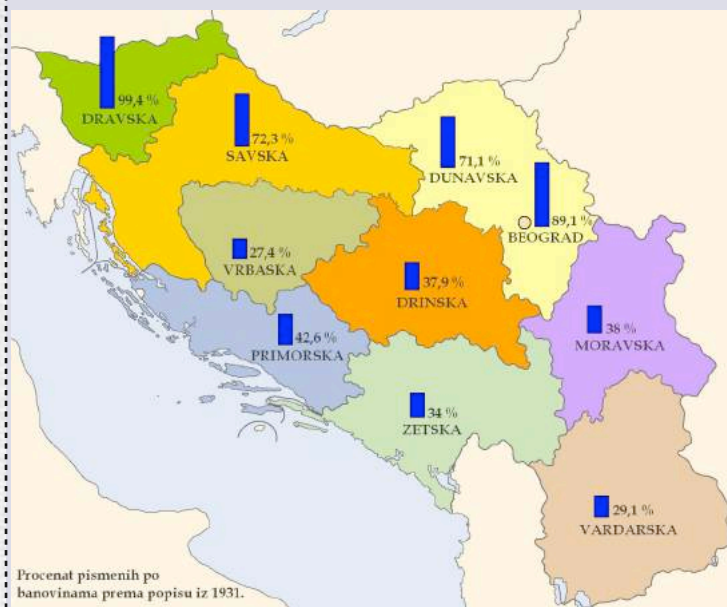 99,4 %
DRAVSKA
72,3 %
SAVSKA
71,1 %
DUNAVSKA
89,1 %
BEOGRAD
27,4 %
VRBASKA
37,9 %
DRINSKA
42,6 %
PRIMORSKA
38 %
MORAVSKA
34 %
ZETSKA
29,1 %
VARDARSKA
Procenat pismenih po
banovinama prema popisu iz 1931.